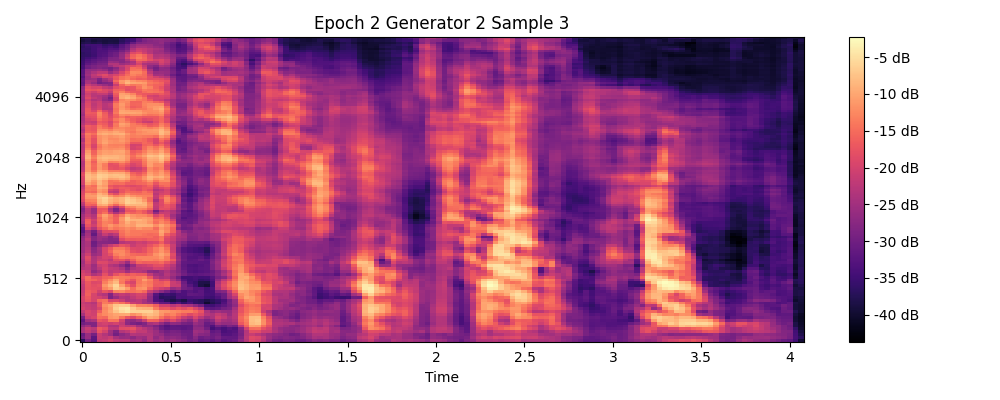 Epoch 2 Generator 2 Sample 3
Hz
4096
2048
1024
512
0
0 0.5 1 1.5 2 2.5 3 3.5 4
Time
-5 dB
-10 dB
-15 dB
-20 dB
-25 dB
-30 dB
-35 dB
-40 dB